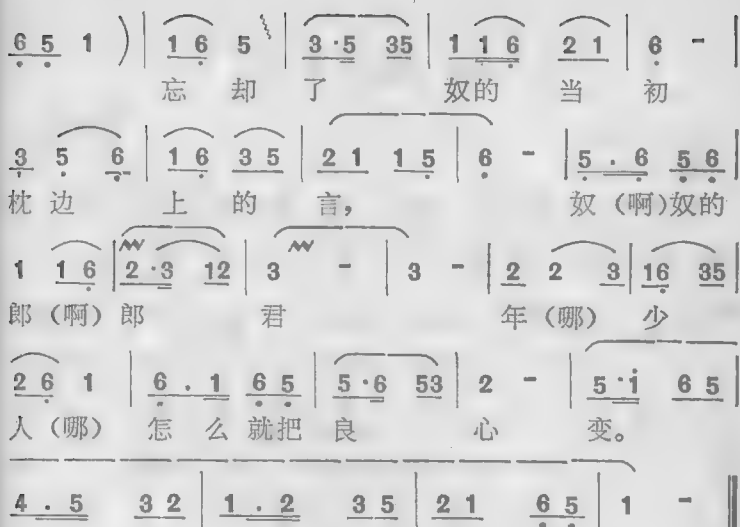 6 5 1 ) | 1 6 5 | 3 · 5 35 | 1 1 6 2 1 | 6 - |
忘 却 了 奴的 当 初
3 5 6 | 1 6 3 5 | 2 1 1 5 | 6 - | 5 . 6 5 6 |
枕 边 上 的 言， 奴（啊）奴的
1 1 6 | 2 · 3 12 | 3 - | 3 - | 2 2 3 | 16 35 |
郎（啊）郎 君 年（哪） 少
2 6 1 | 6 . 1 6 5 | 5 · 6 53 | 2 - | 5 · i 6 5 |
人（哪） 怎 么 就把 良 心 变。
4 . 5 3 2 | 1 . 2 3 5 | 2 1 6 5 | 1 - ||